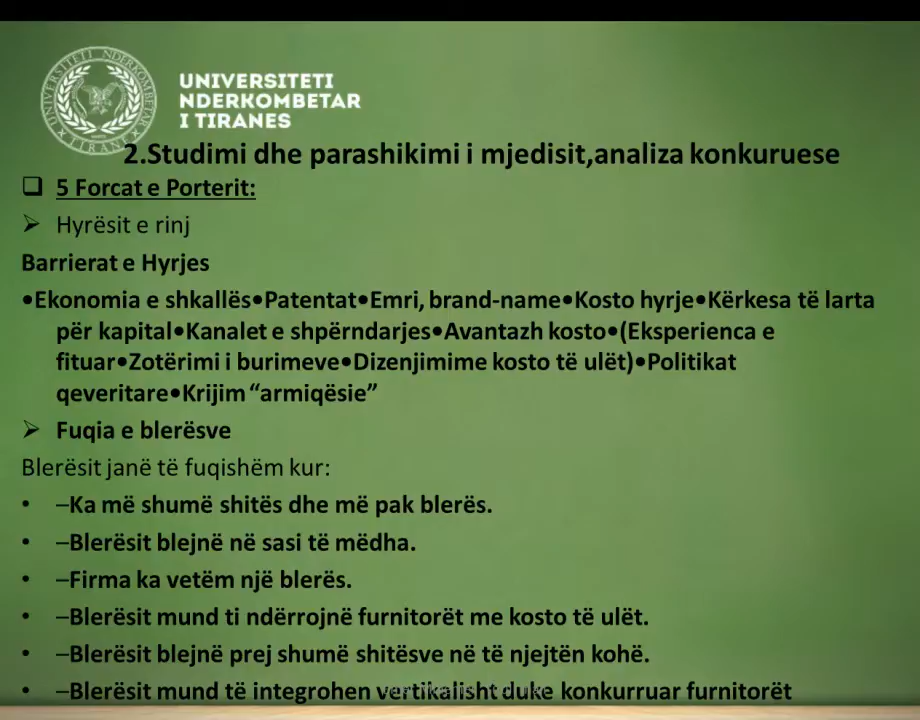 UNIVERSITETI
NDERKOMBETAR
I TIRANES
2.Studimi dhe parashikimi i mjedisit,analiza konkuruese
5 Forcat e Porterit:
Hyrësit e rinj
Barrierat e Hyrjes
•Ekonomia e shkallës•Patentat•Emri, brand-name•Kosto hyrje•Kërkesa të larta
për kapital•Kanalet e shpërndarjes•Avantazh kosto•(Eksperienca e
fituar•Zotërimi i burimeve•Dizenjimime kosto të ulët)•Politikat
qeveritare•Krijim “armiqësie”
Fuqia e blerësve
Blerësit janë të fuqishëm kur:
• –Ka më shumë shitës dhe më pak blerës.
• –Blerësit blejnë në sasi të mëdha.
• –Firma ka vetëm një blerës.
• –Blerësit mund ti ndërrojnë furnitorët me kosto të ulët.
• –Blerësit blejnë prej shumë shitësve në të njejtën kohë.
• –Blerësit mund të integrohen vertikalisht duke konkurruar furnitorët